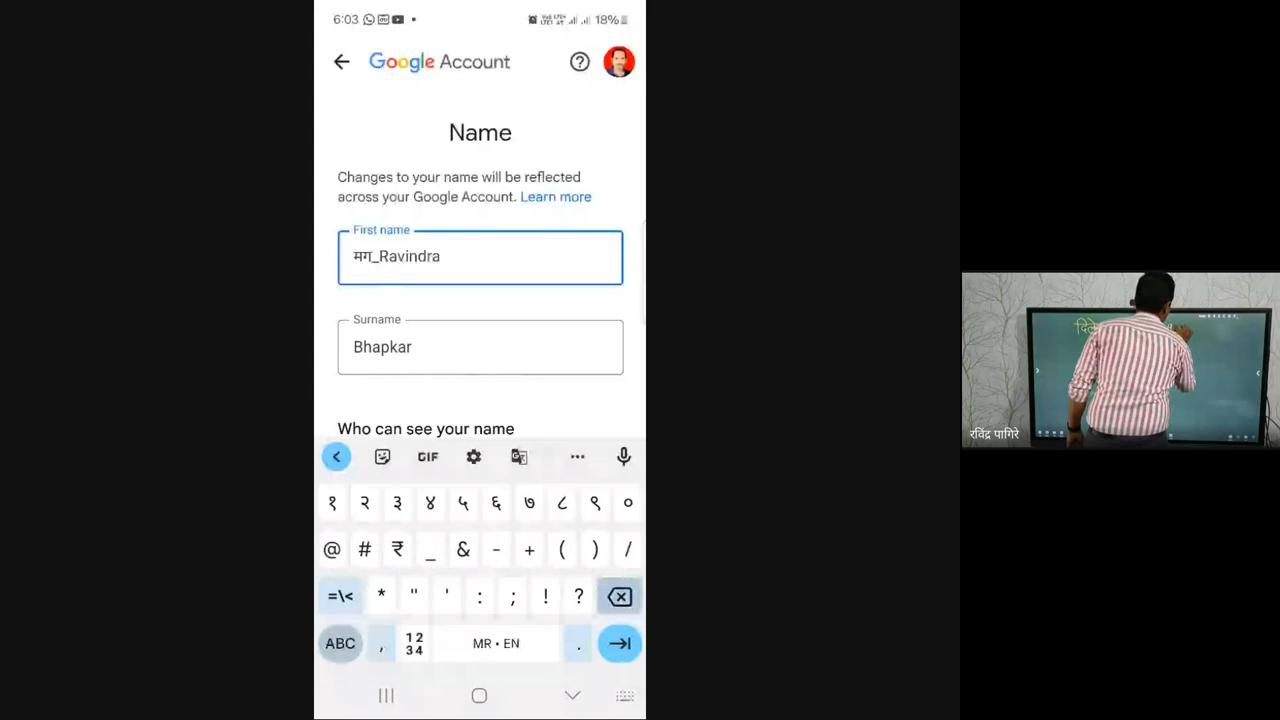 6:03 18%
Google Account
Name
Changes to your name will be reflected
across your Google Account. Learn more
First name
मग_Ravindra
Surname
Bhapkar
Who can see your name
GIF
१ २ ३ ४ ५ ६ ७ ८ ९ ०
@ # ₹ _ & - + ( ) /
=\< * " ' : ; ! ?
ABC , 12 34 MR • EN .
रविंद्र पागिरे